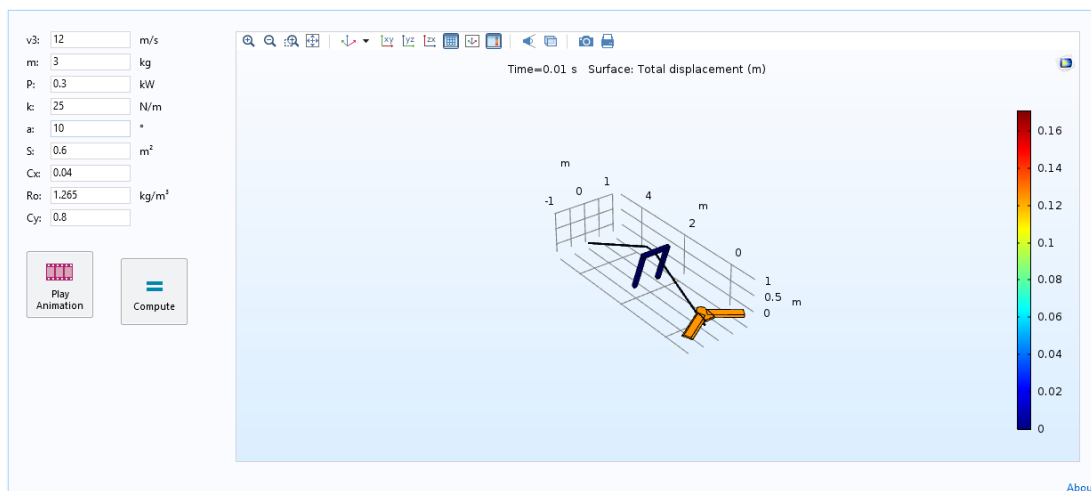 v3: 12 m/s
m: 3 kg
P: 0.3 kW
k: 25 N/m
a: 10 °
S: 0.6 m²
Cx: 0.04
Ro: 1.265 kg/m³
Cy: 0.8
Play
Animation
Compute
xy yz zx
Time=0.01 s Surface: Total displacement (m)
m
-1 0 1
4
m
2
0
1
0.5 m
0
0.16
0.14
0.12
0.1
0.08
0.06
0.04
0.02
0
Abou